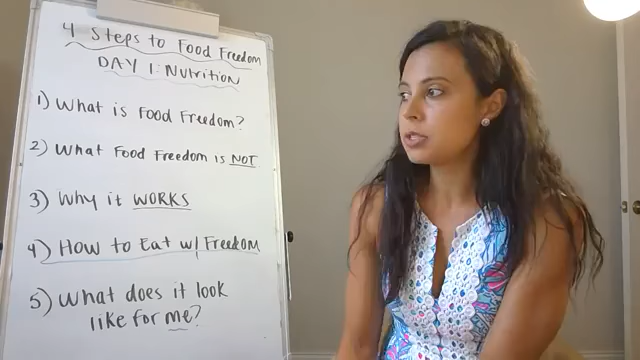 4 Steps to Food Freedom
DAY 1: Nutrition
1) What is Food Freedom?
2) What Food Freedom is NOT
3) Why it WORKS
4) How to Eat w/ Freedom
5) What does it look
like for me?